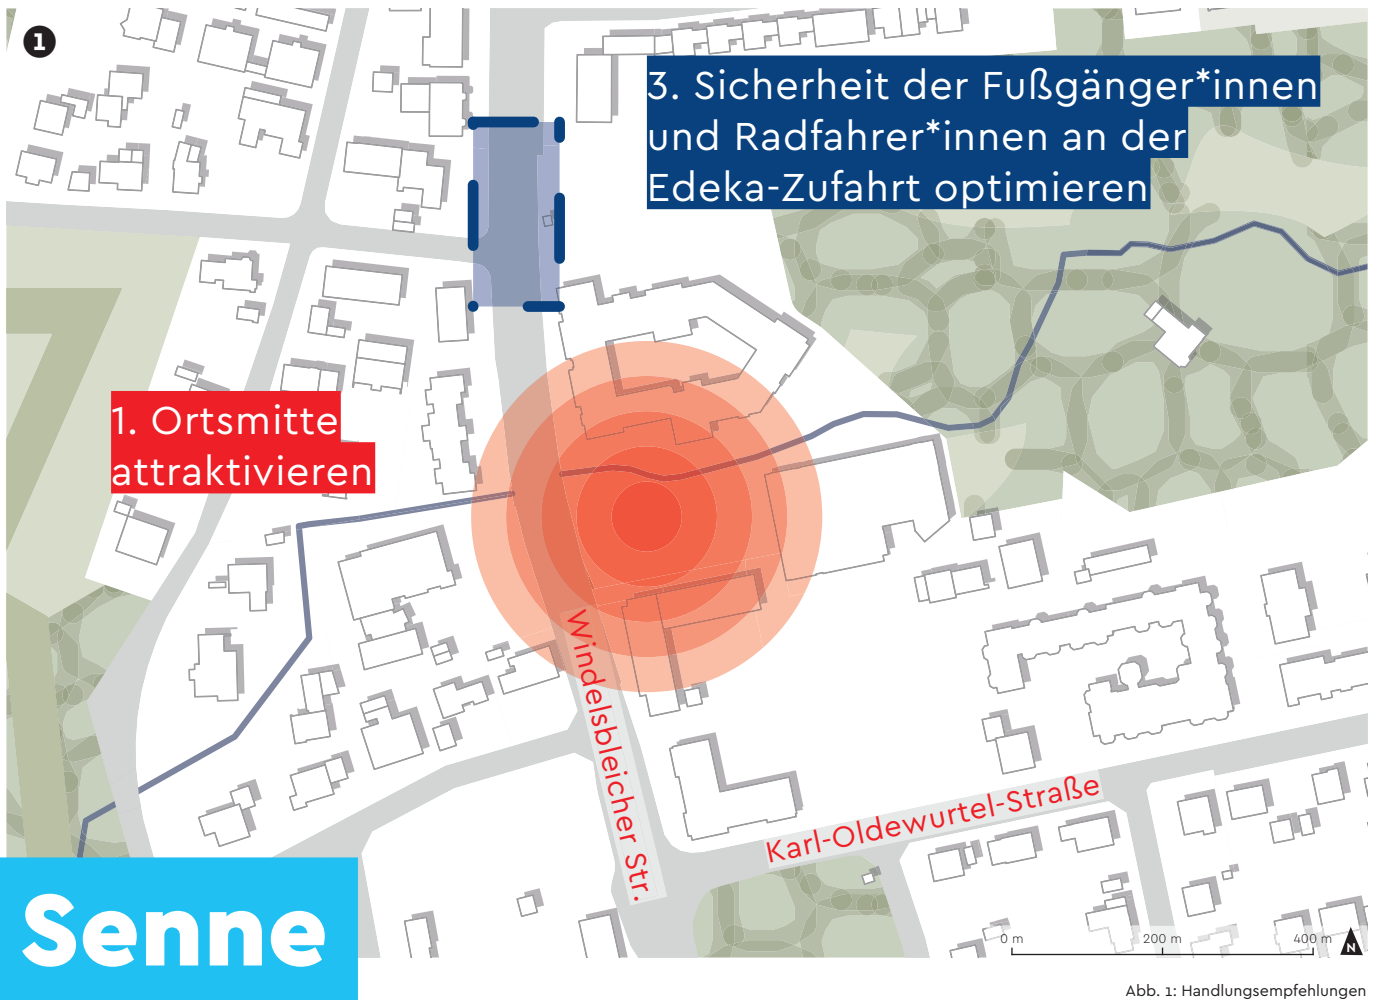 1
3. Sicherheit der Fußgänger*innen
und Radfahrer*innen an der
Edeka-Zufahrt optimieren
1. Ortsmitte
attraktivieren
Windelsbleicher Str.
Karl-Oldewurtel-Straße
Senne
0 m 200 m 400 m
N
Abb. 1: Handlungsempfehlungen